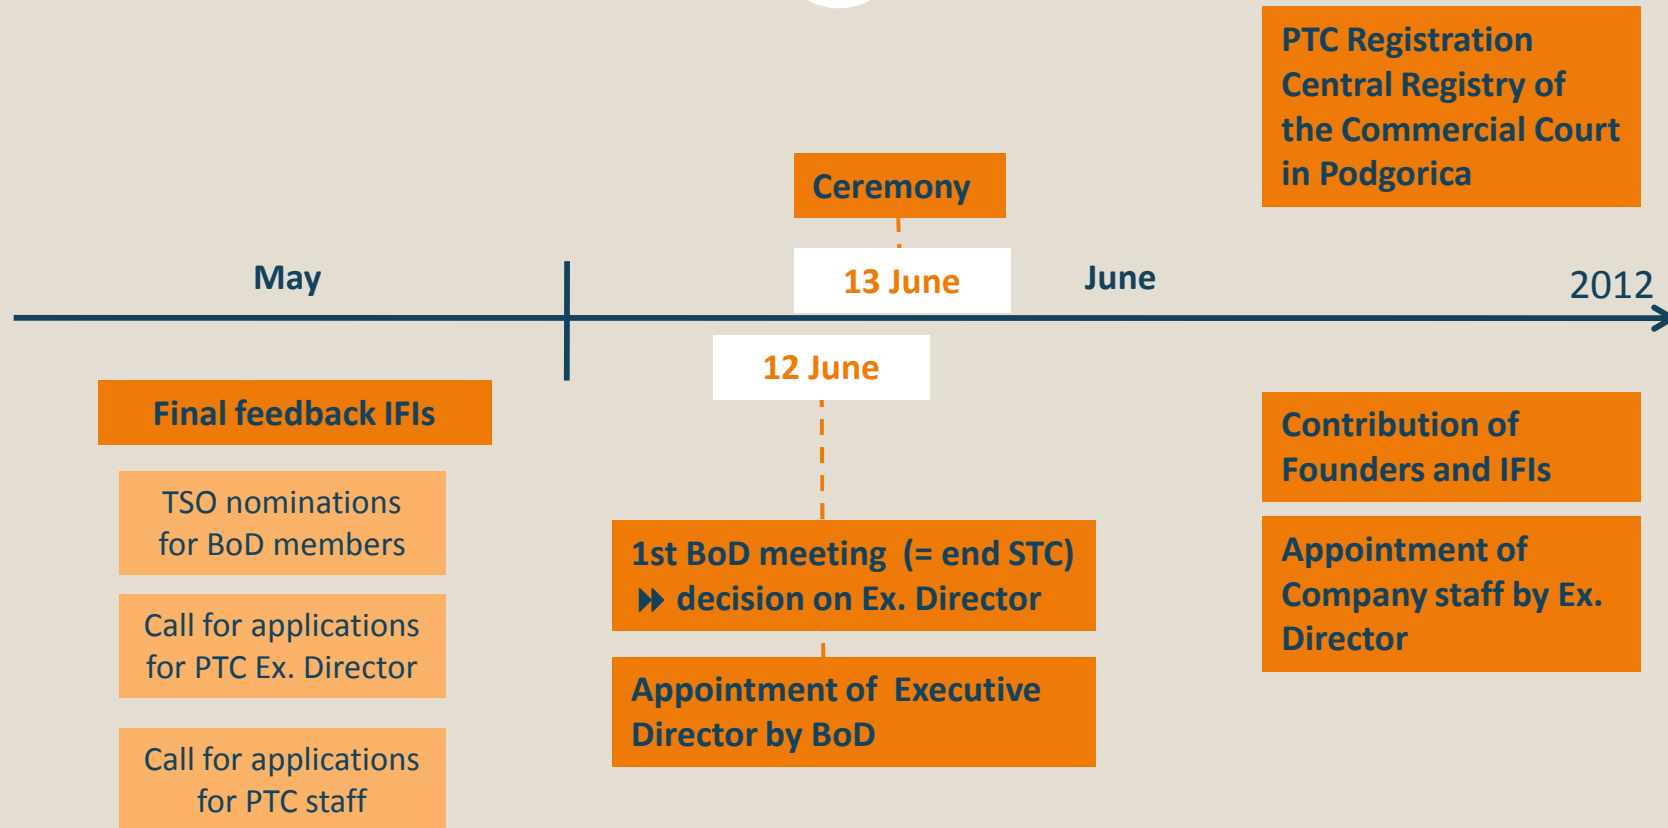 PTC Registration
Central Registry of
the Commercial Court
in Podgorica
Ceremony
May
13 June
June
2012
12 June
Final feedback IFIs
TSO nominations
for BoD members
Call for applications
for PTC Ex. Director
Call for applications
for PTC staff
1st BoD meeting (= end STC)
decision on Ex. Director
Appointment of Executive
Director by BoD
Contribution of
Founders and IFIs
Appointment of
Company staff by Ex.
Director